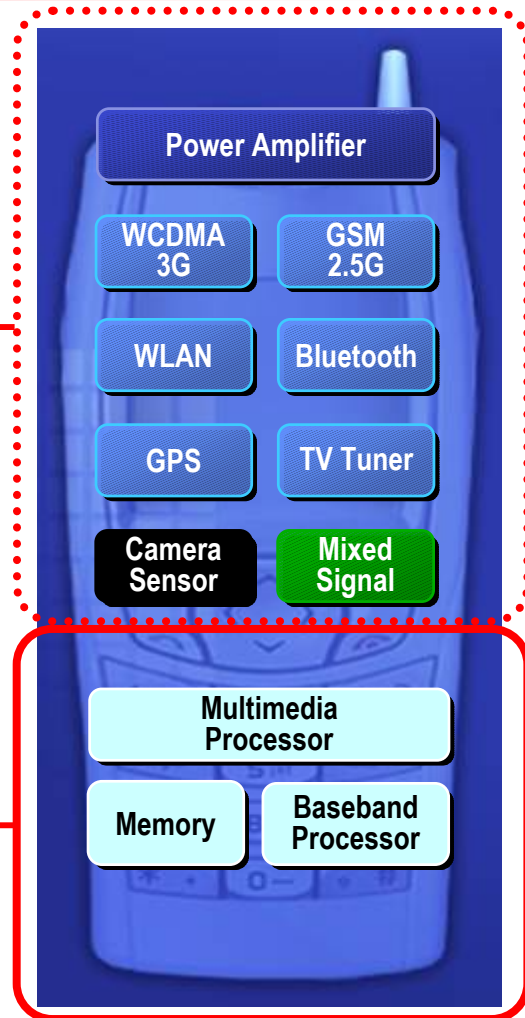 Power Amplifier
WCDMA
3G
GSM
2.5G
WLAN
Bluetooth
GPS
TV Tuner
Camera
Sensor
Mixed
Signal
Multimedia
Processor
Memory
Baseband
Processor